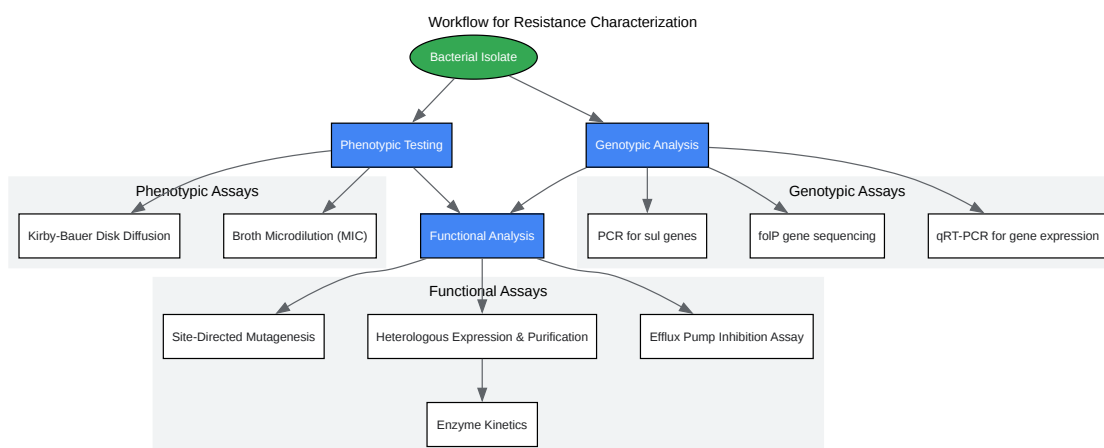 Workflow for Resistance Characterization
Bacterial Isolate
Phenotypic Testing
Genotypic Analysis
Phenotypic Assays
Genotypic Assays
Kirby-Bauer Disk Diffusion
Broth Microdilution (MIC)
Functional Analysis
PCR for sul genes
folP gene sequencing
qRT-PCR for gene expression
Functional Assays
Site-Directed Mutagenesis
Heterologous Expression & Purification
Efflux Pump Inhibition Assay
Enzyme Kinetics